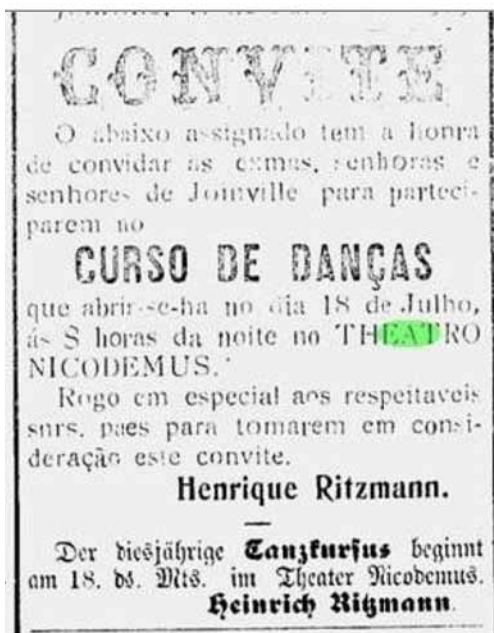 CONVITE
O abaixo assignado tem a honra
de convidar as exmas. senhoras e
senhores de Joinville para parteci-
parem no
CURSO DE DANÇAS
que abrir-se-ha no dia 18 de Julho,
ás 8 horas da noite no THEATRO
NICODEMUS.
Rogo em especial aos respeitaveis
snrs. paes para tomarem em consi-
deração este convite.
Henrique Ritzmann.
Der diesjährige Tanzkursus beginnt
am 18. ds. Mts. im Theater Nicodemus.
Heinrich Ritzmann.